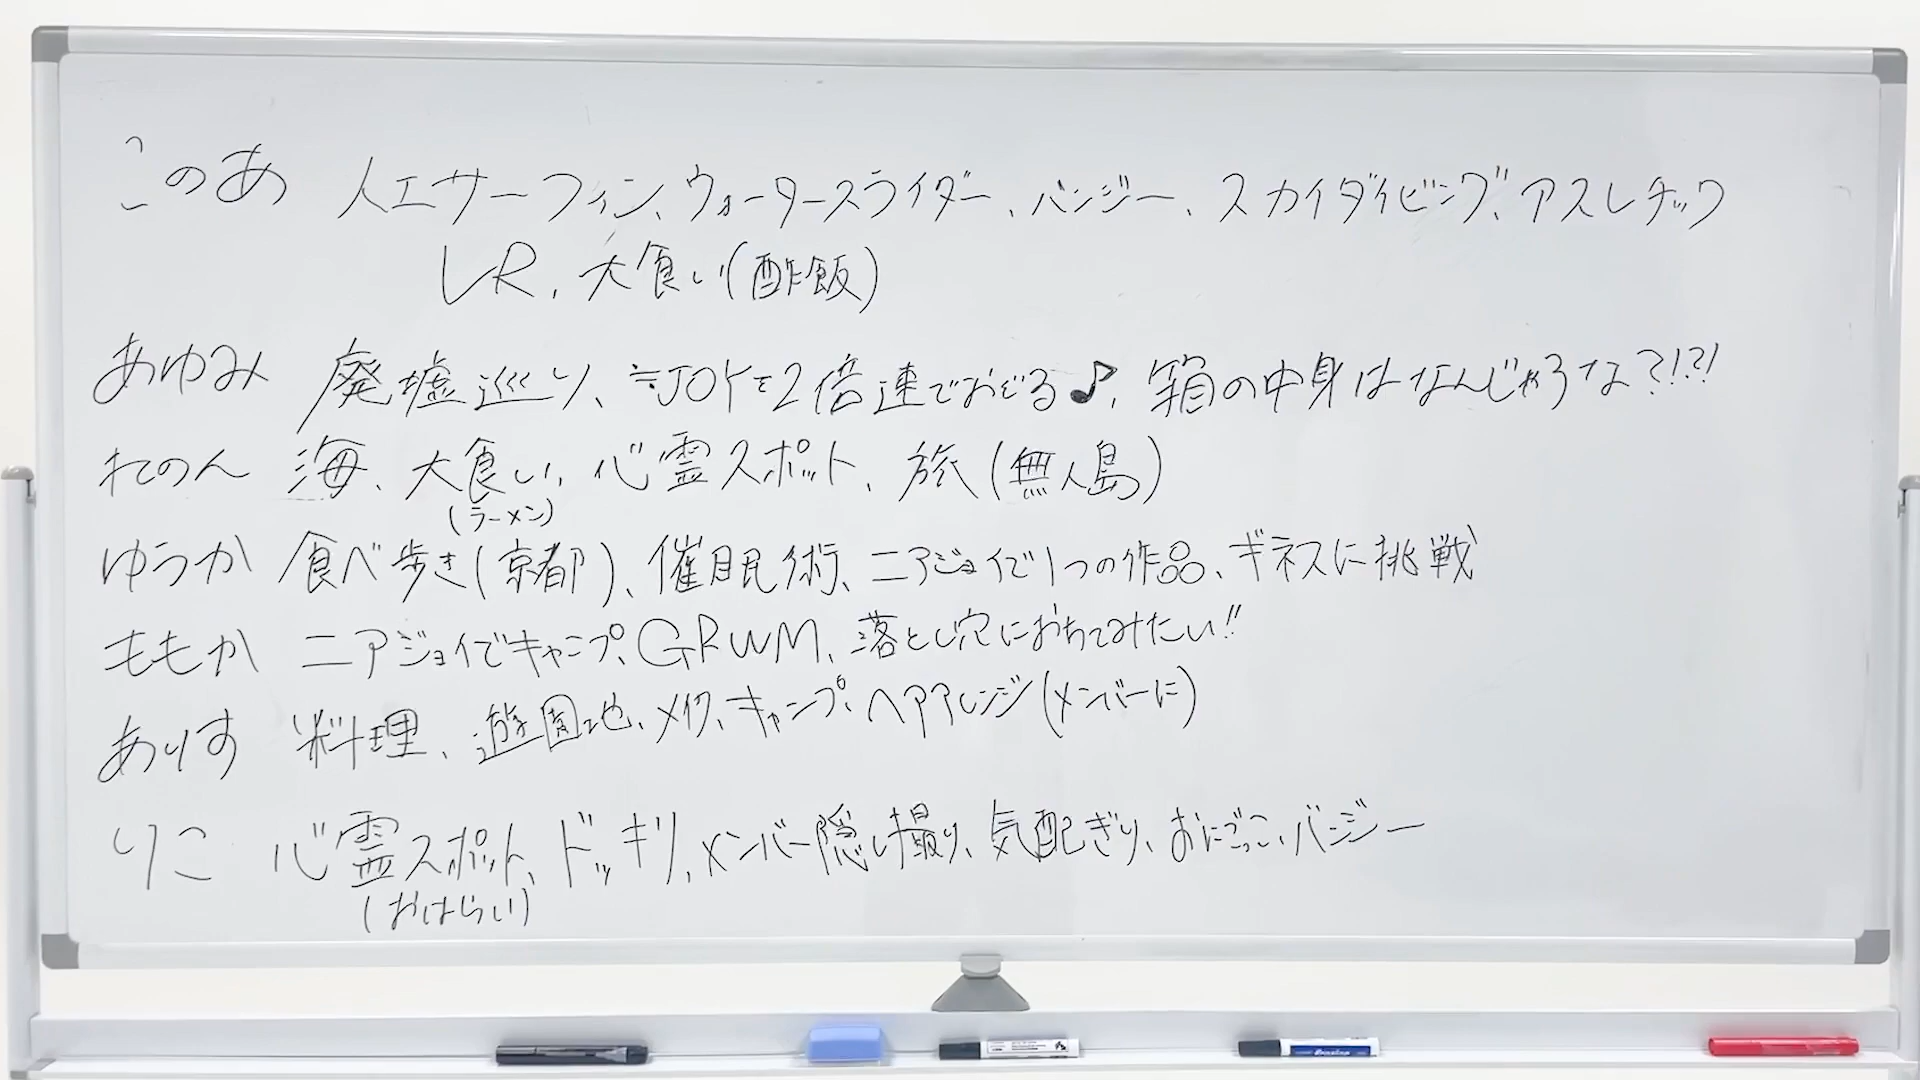 このあ 人工サーフィン、ウォータースライダー、バンジー、スカイダイビング、アスレチック
VR、大食い(酢飯)
あゆみ 廃墟巡り、≒JOYを2倍速でおどる♪、箱の中身はなんじゃろな?!?!
れのん 海、大食い、心霊スポット、旅(無人島)
(ラーメン)
ゆうか 食べ歩き(京都)、催眠術、ニアジョイで1つの作品、ギネスに挑戦
ももか ニアジョイでキャンプ、GRWM、落とし穴におちてみたい!!
ありす 料理、遊園地、メイク、キャンプ、ヘアアレンジ(メンバーに)
りこ 心霊スポット、ドッキリ、メンバー隠し撮り、気配ぎり、おにごっこ、バンジー
(おはらい)